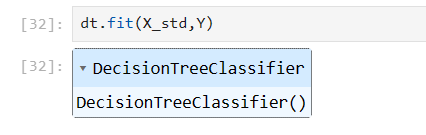 [32]: dt.fit(X_std,Y)
[32]: ▾ DecisionTreeClassifier
DecisionTreeClassifier()